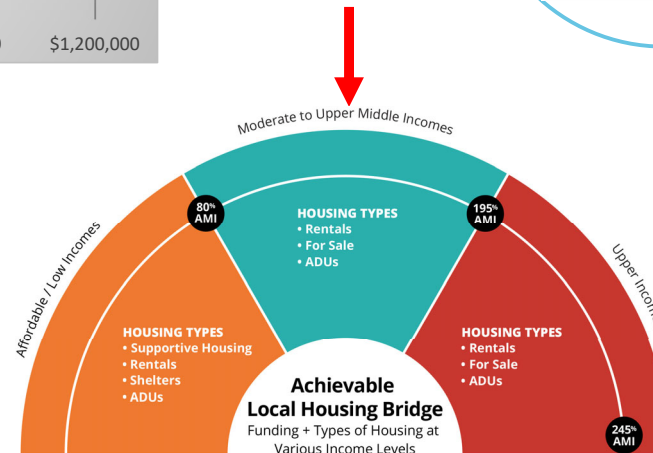 $1,200,000
Moderate to Upper Middle Incomes
80%
AMI
195%
AMI
HOUSING TYPES
• Rentals
• For Sale
• ADUs
Affordable / Low Incomes
Upper
HOUSING TYPES
• Supportive Housing
• Rentals
• Shelters
• ADUs
HOUSING TYPES
• Rentals
• For Sale
• ADUs
245%
AMI
Achievable
Local Housing Bridge
Funding + Types of Housing at
Various Income Levels